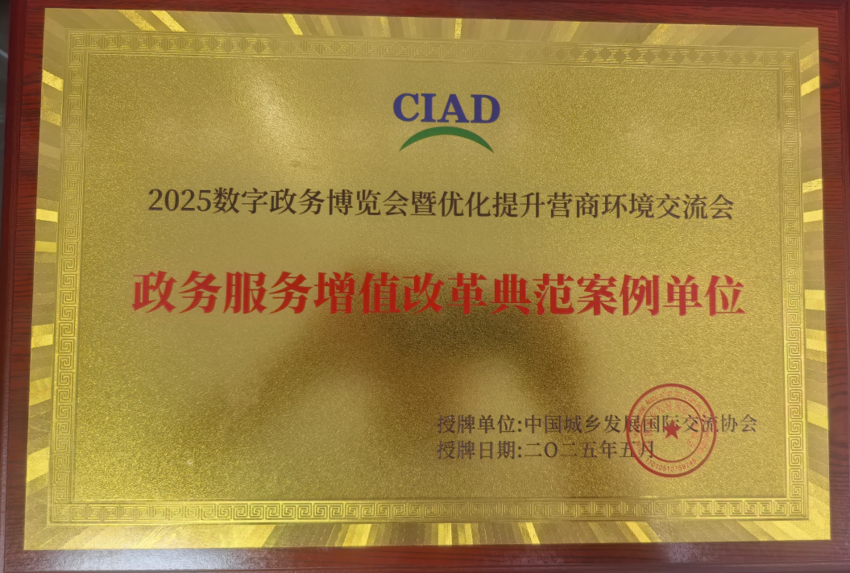 CIAD
2025数字政务博览会暨优化提升营商环境交流会
政务服务增值改革典范案例单位
授牌单位:中国城乡发展国际交流协会
授牌日期:二〇二五年五月